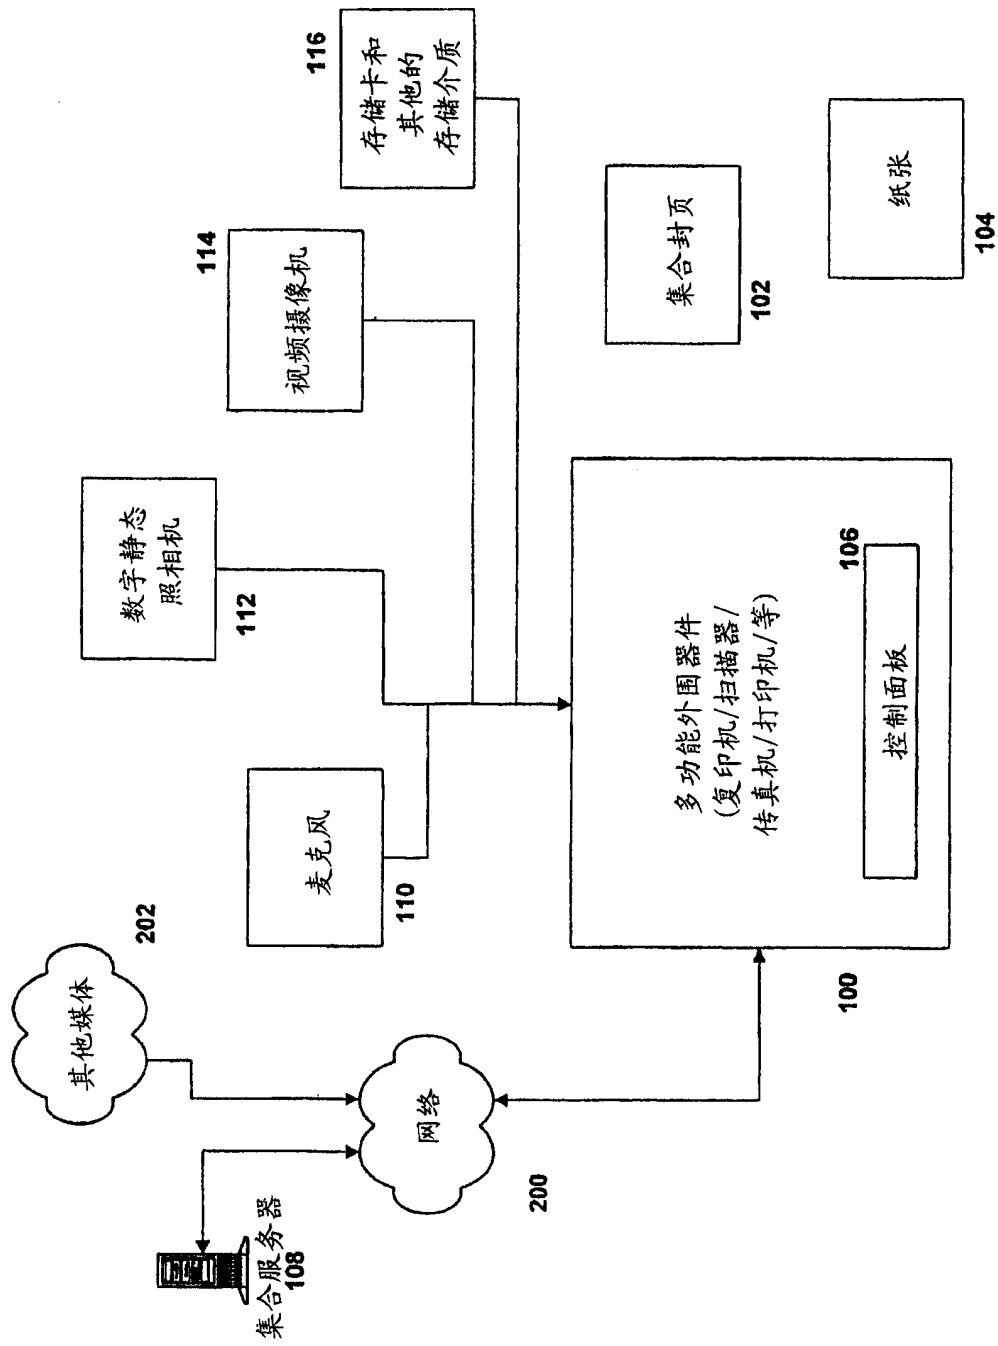 集合服务器
108
其他媒体
202
网络
200
麦克风
110
数字静态
照相机
112
视频摄像机
114
存储卡和
其他的
存储介质
116
多功能外围器件
(复印机/扫描器/
传真机/打印机/等)
控制面板
106
100
集合封页
102
纸张
104